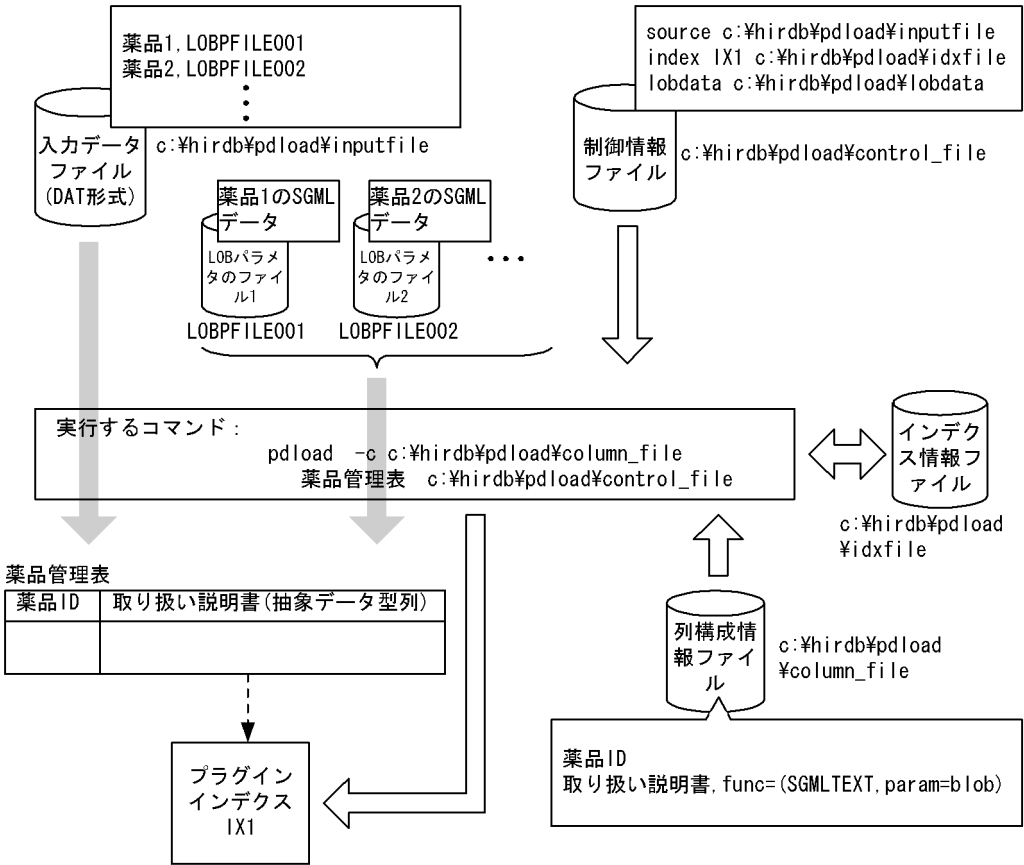 薬品1,LOBPFILE001
薬品2,LOBPFILE002
入力データ
ファイル
(DAT形式)
c:¥hirdb¥pdload¥inputfile
source c:¥hirdb¥pdload¥inputfile
index IX1 c:¥hirdb¥pdload¥idxfile
lobdata c:¥hirdb¥pdload¥lobdata
制御情報
ファイル
c:¥hirdb¥pdload¥control_file
薬品1のSGML
データ
LOBパラメ
タのファイ
ル1
LOBPFILE001
薬品2のSGML
データ
LOBパラメ
タのファイ
ル2
LOBPFILE002
・・・
実行するコマンド：
pdload -c c:¥hirdb¥pdload¥column_file
薬品管理表 c:¥hirdb¥pdload¥control_file
インデク
ス情報フ
ァイル
c:¥hirdb¥pdload
¥idxfile
薬品管理表
薬品ID 取り扱い説明書(抽象データ型列)
列構成情
報ファイ
ル
c:¥hirdb¥pdload
¥column_file
プラグイン
インデクス
IX1
薬品ID
取り扱い説明書,func=(SGMLTEXT,param=blob)